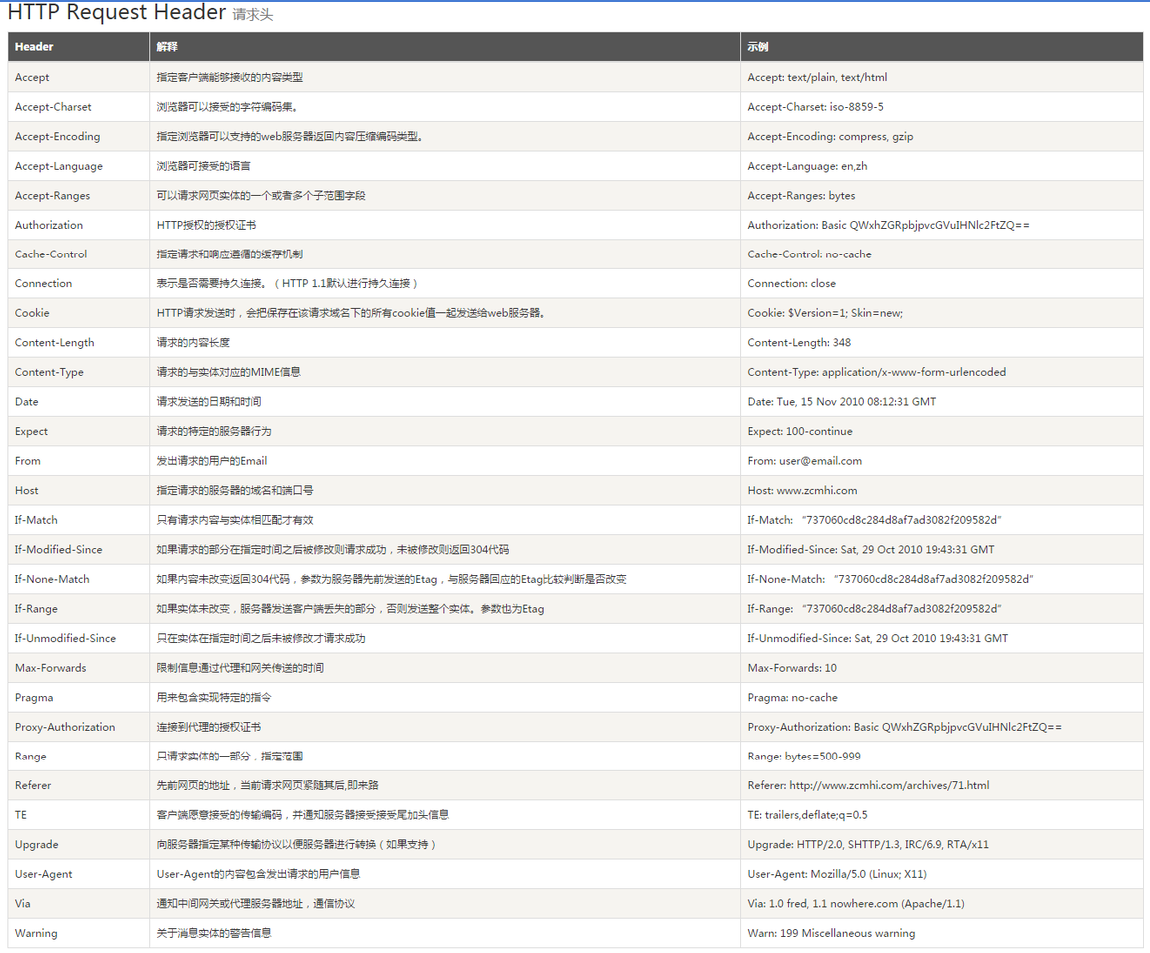 HTTP Request Header 请求头
Header 解释 示例
Accept 指定客户端能够接收的内容类型 Accept: text/plain, text/html
Accept-Charset 浏览器可以接受的字符编码集。 Accept-Charset: iso-8859-5
Accept-Encoding 指定浏览器可以支持的web服务器返回内容压缩编码类型。 Accept-Encoding: compress, gzip
Accept-Language 浏览器可接受的语言 Accept-Language: en,zh
Accept-Ranges 可以请求网页实体的一个或者多个子范围字段 Accept-Ranges: bytes
Authorization HTTP授权的授权证书 Authorization: Basic QWxhZGRpbjpvcGVuIHNlc2FtZQ==
Cache-Control 指定请求和响应遵循的缓存机制 Cache-Control: no-cache
Connection 表示是否需要持久连接。（HTTP 1.1默认进行持久连接） Connection: close
Cookie HTTP请求发送时，会把保存在该请求域名下的所有cookie值一起发送给web服务器。 Cookie: $Version=1; Skin=new;
Content-Length 请求的内容长度 Content-Length: 348
Content-Type 请求的与实体对应的MIME信息 Content-Type: application/x-www-form-urlencoded
Date 请求发送的日期和时间 Date: Tue, 15 Nov 2010 08:12:31 GMT
Expect 请求的特定的服务器行为 Expect: 100-continue
From 发出请求的用户的Email From: user@email.com
Host 指定请求的服务器的域名和端口号 Host: www.zcmhi.com
If-Match 只有请求内容与实体相匹配才有效 If-Match: “737060cd8c284d8af7ad3082f209582d”
If-Modified-Since 如果请求的部分在指定时间之后被修改则请求成功，未被修改则返回304代码 If-Modified-Since: Sat, 29 Oct 2010 19:43:31 GMT
If-None-Match 如果内容未改变返回304代码，参数为服务器先前发送的Etag，与服务器回应的Etag比较判断是否改变 If-None-Match: “737060cd8c284d8af7ad3082f209582d”
If-Range 如果实体未改变，服务器发送客户端丢失的部分，否则发送整个实体。参数也为Etag If-Range: “737060cd8c284d8af7ad3082f209582d”
If-Unmodified-Since 只在实体在指定时间之后未被修改才请求成功 If-Unmodified-Since: Sat, 29 Oct 2010 19:43:31 GMT
Max-Forwards 限制信息通过代理和网关传送的时间 Max-Forwards: 10
Pragma 用来包含实现特定的指令 Pragma: no-cache
Proxy-Authorization 连接到代理的授权证书 Proxy-Authorization: Basic QWxhZGRpbjpvcGVuIHNlc2FtZQ==
Range 只请求实体的一部分，指定范围 Range: bytes=500-999
Referer 先前网页的地址，当前请求网页紧随其后,即来路 Referer: http://www.zcmhi.com/archives/71.html
TE 客户端愿意接受的传输编码，并通知服务器接受接受尾加头信息 TE: trailers,deflate;q=0.5
Upgrade 向服务器指定某种传输协议以便服务器进行转换（如果支持） Upgrade: HTTP/2.0, SHTTP/1.3, IRC/6.9, RTA/x11
User-Agent User-Agent的内容包含发出请求的用户信息 User-Agent: Mozilla/5.0 (Linux; X11)
Via 通知中间网关或代理服务器地址，通信协议 Via: 1.0 fred, 1.1 nowhere.com (Apache/1.1)
Warning 关于消息实体的警告信息 Warn: 199 Miscellaneous warning